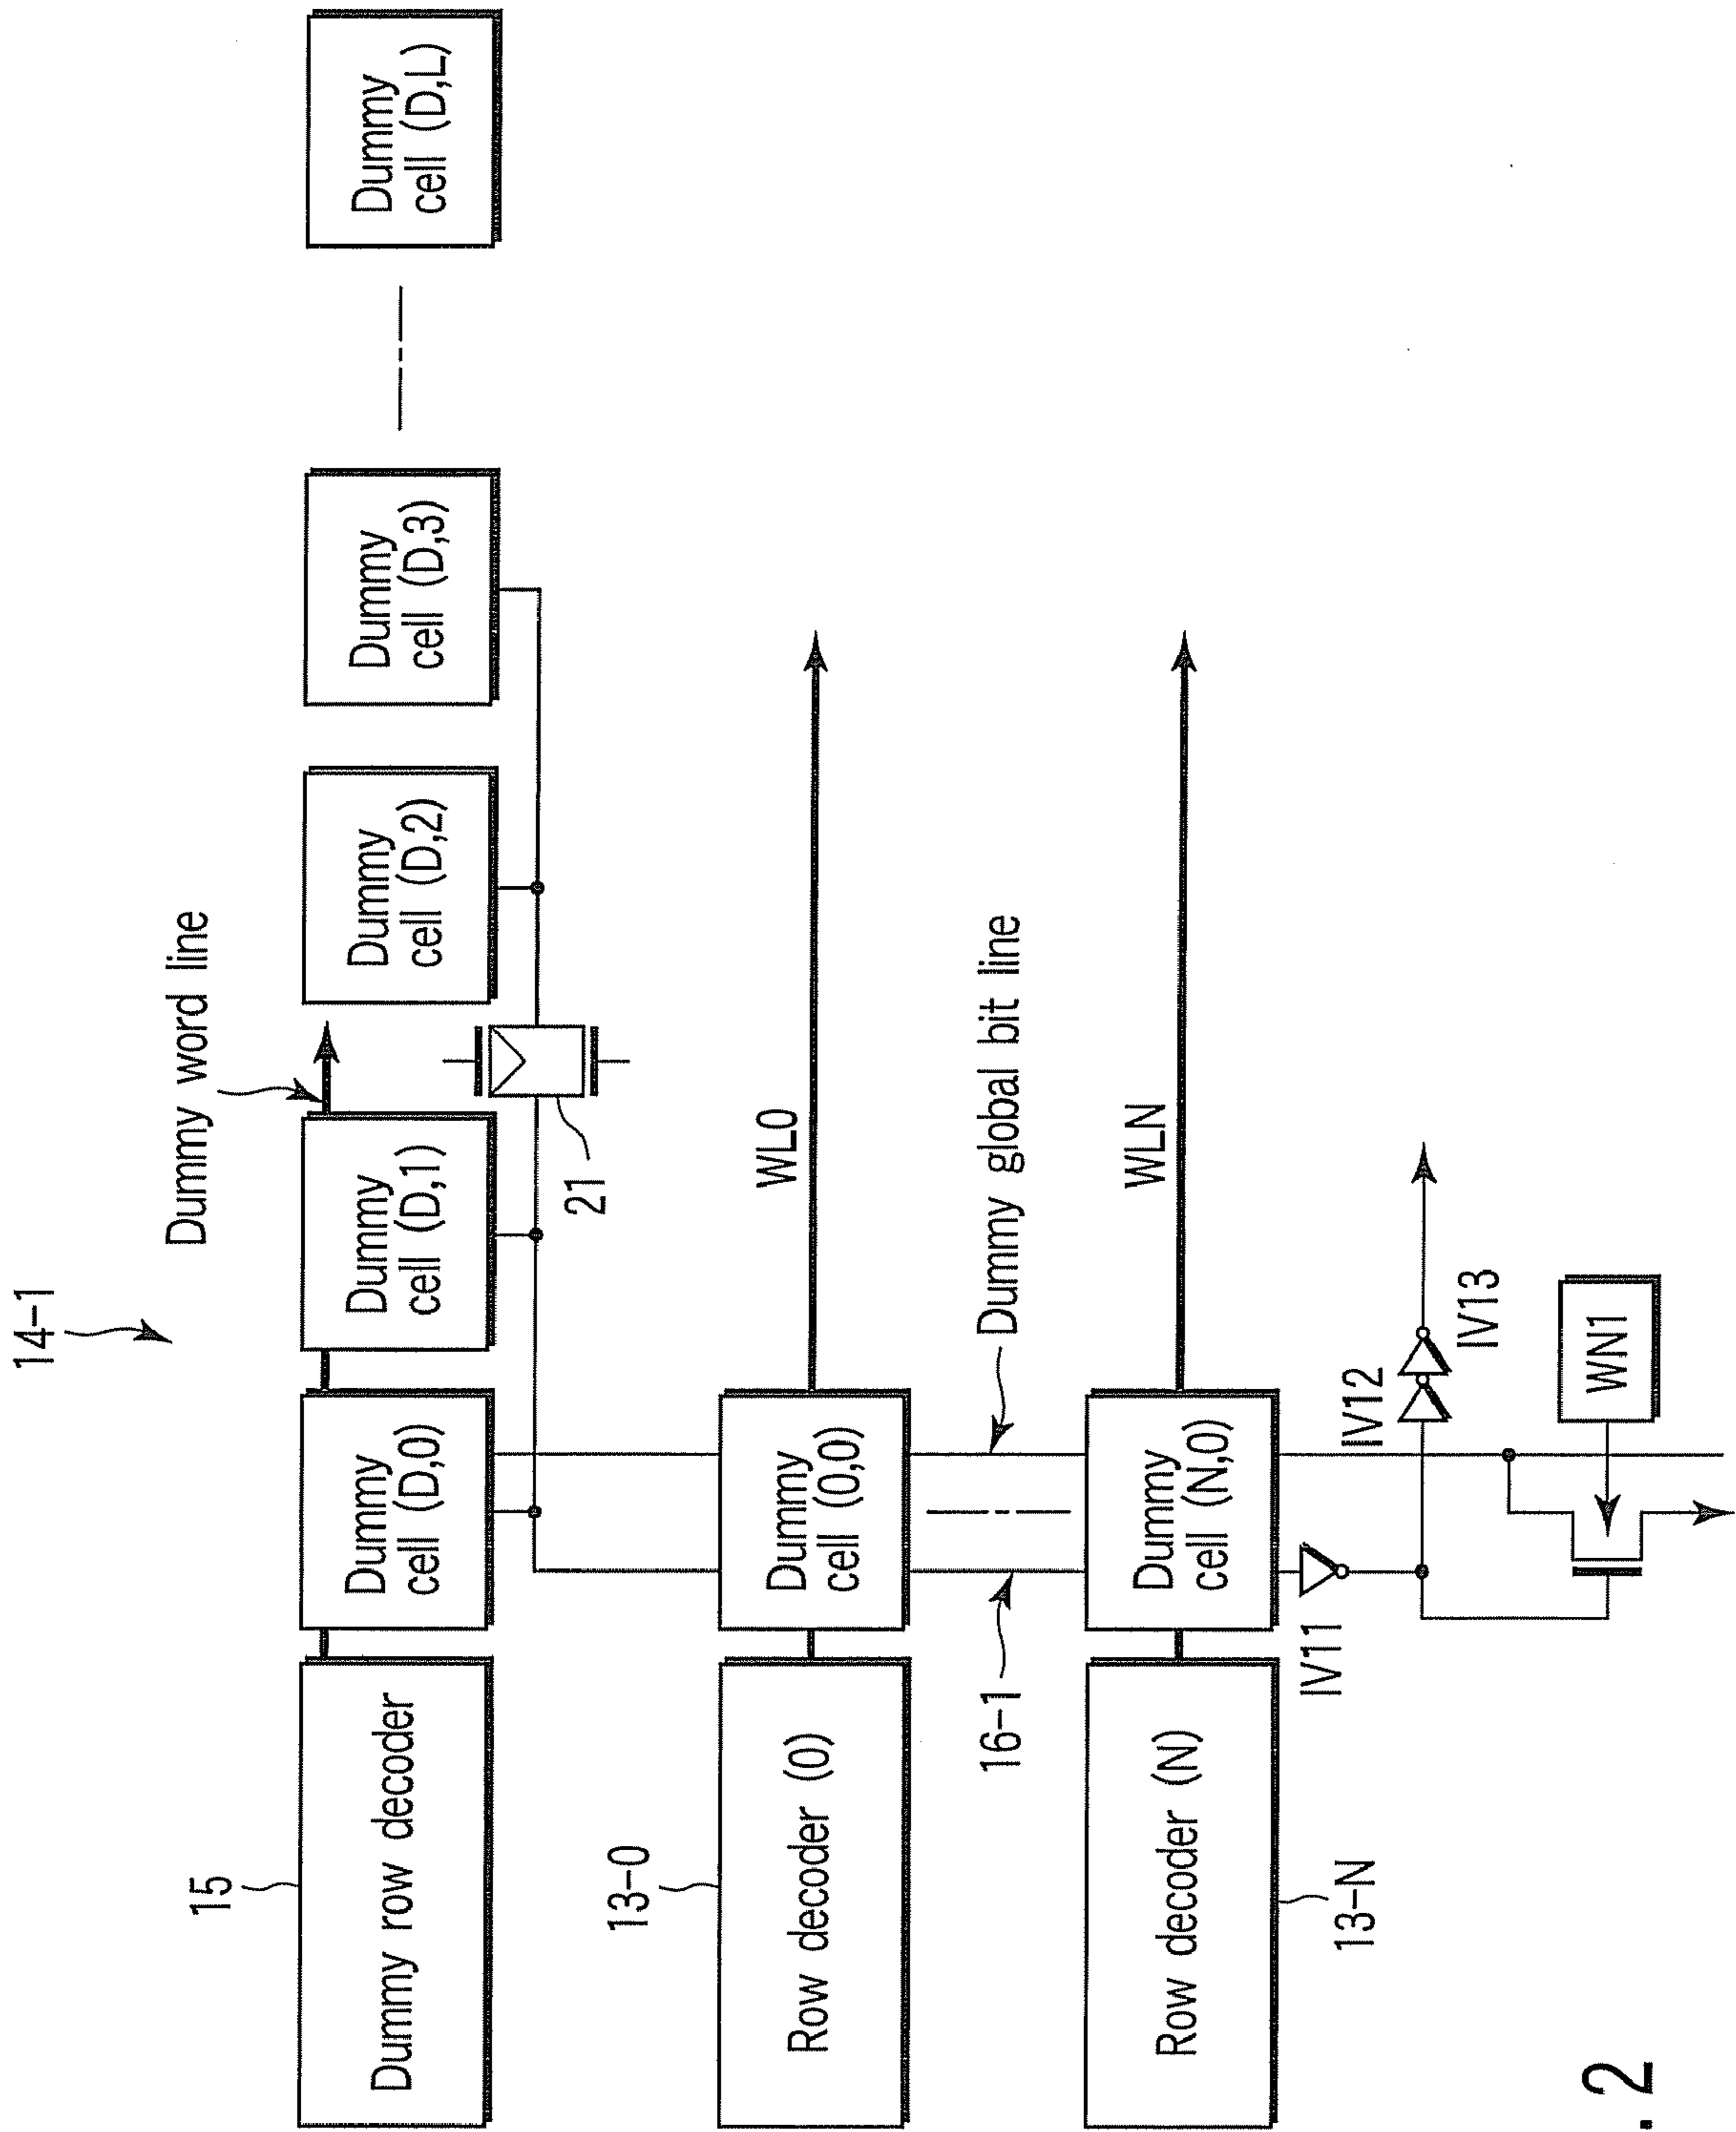 14-1
Dummy word line
15
Dummy row decoder
Dummy
cell (D,0)
Dummy
cell (D,1)
Dummy
cell (D,2)
Dummy
cell (D,3)
Dummy
cell (D,L)
21
13-0
Row decoder (0)
Dummy
cell (0,0)
WL0
16-1
Dummy global bit line
Row decoder (N)
Dummy
cell (N,0)
WLN
13-N
IV11
IV12
IV13
WN1
. 2